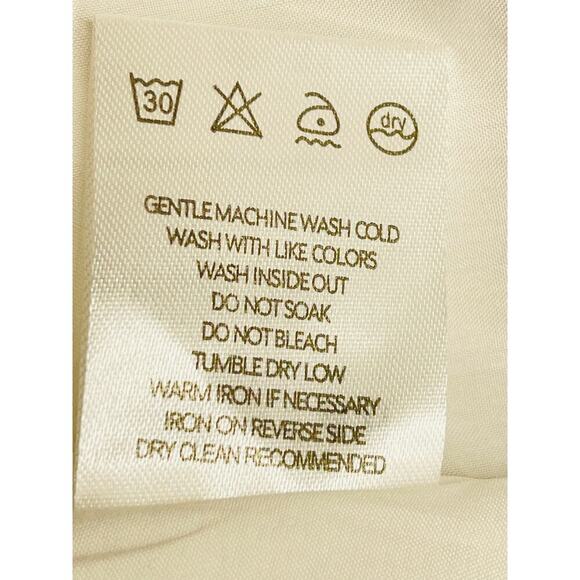 30 dry
GENTLE MACHINE WASH COLD
WASH WITH LIKE COLORS
WASH INSIDE OUT
DO NOT SOAK
DO NOT BLEACH
TUMBLE DRY LOW
WARM IRON IF NECESSARY
IRON ON REVERSE SIDE
DRY CLEAN RECOMMENDED